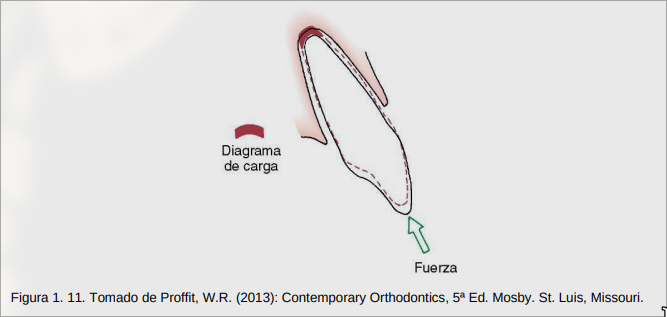 Diagrama
de carga
Fuerza
Figura 1. 11. Tomado de Proffit, W.R. (2013): Contemporary Orthodontics, 5ª Ed. Mosby. St. Luis, Missouri.